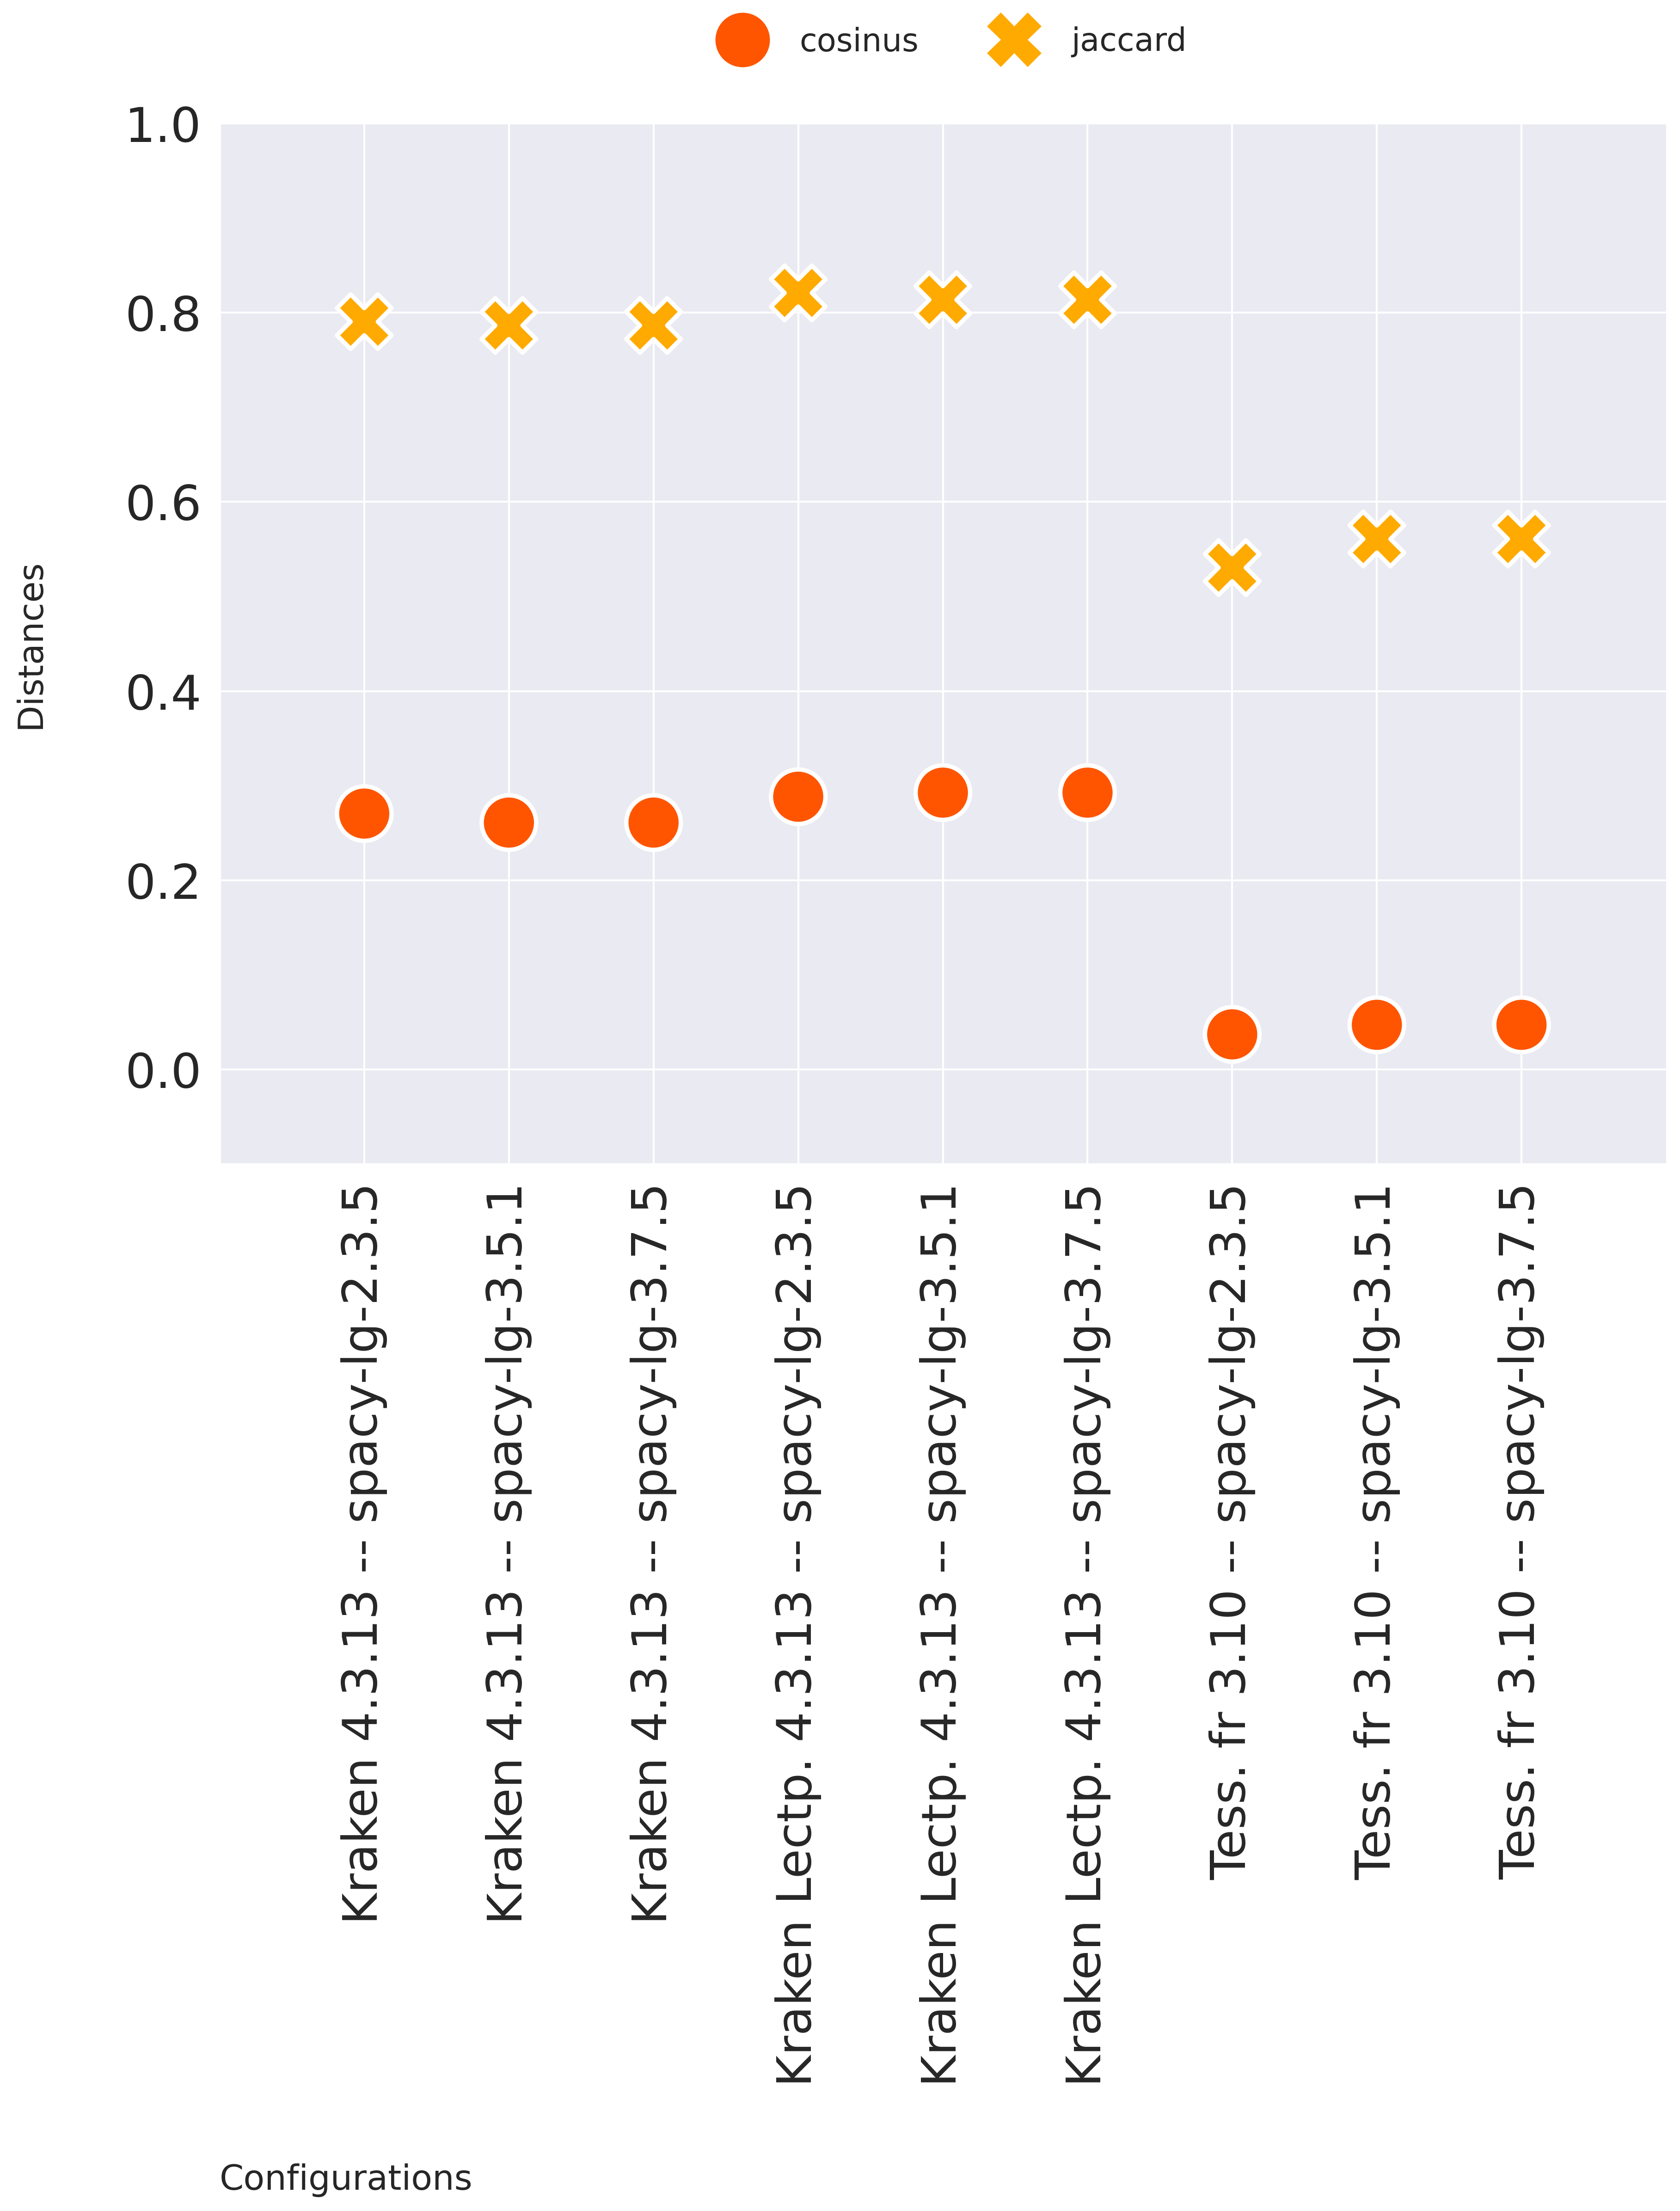 cosinus jaccard
1.0
0.8
0.6
0.4
0.2
0.0
Distances
Kraken 4.3.13 -- spacy-lg-2.3.5
Kraken 4.3.13 -- spacy-lg-3.5.1
Kraken 4.3.13 -- spacy-lg-3.7.5
Kraken Lectp. 4.3.13 -- spacy-lg-2.3.5
Kraken Lectp. 4.3.13 -- spacy-lg-3.5.1
Kraken Lectp. 4.3.13 -- spacy-lg-3.7.5
Tess. fr 3.10 -- spacy-lg-2.3.5
Tess. fr 3.10 -- spacy-lg-3.5.1
Tess. fr 3.10 -- spacy-lg-3.7.5
Configurations